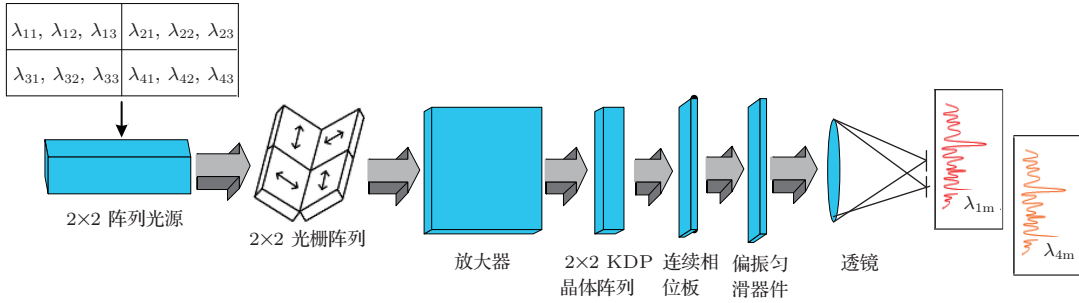 λ11, λ12, λ13
λ21, λ22, λ23
λ31, λ32, λ33
λ41, λ42, λ43
2×2 阵列光源
2×2 光栅阵列
放大器
2×2 KDP
晶体阵列
连续相
位板
偏振匀
滑器件
透镜
λ1m
λ4m